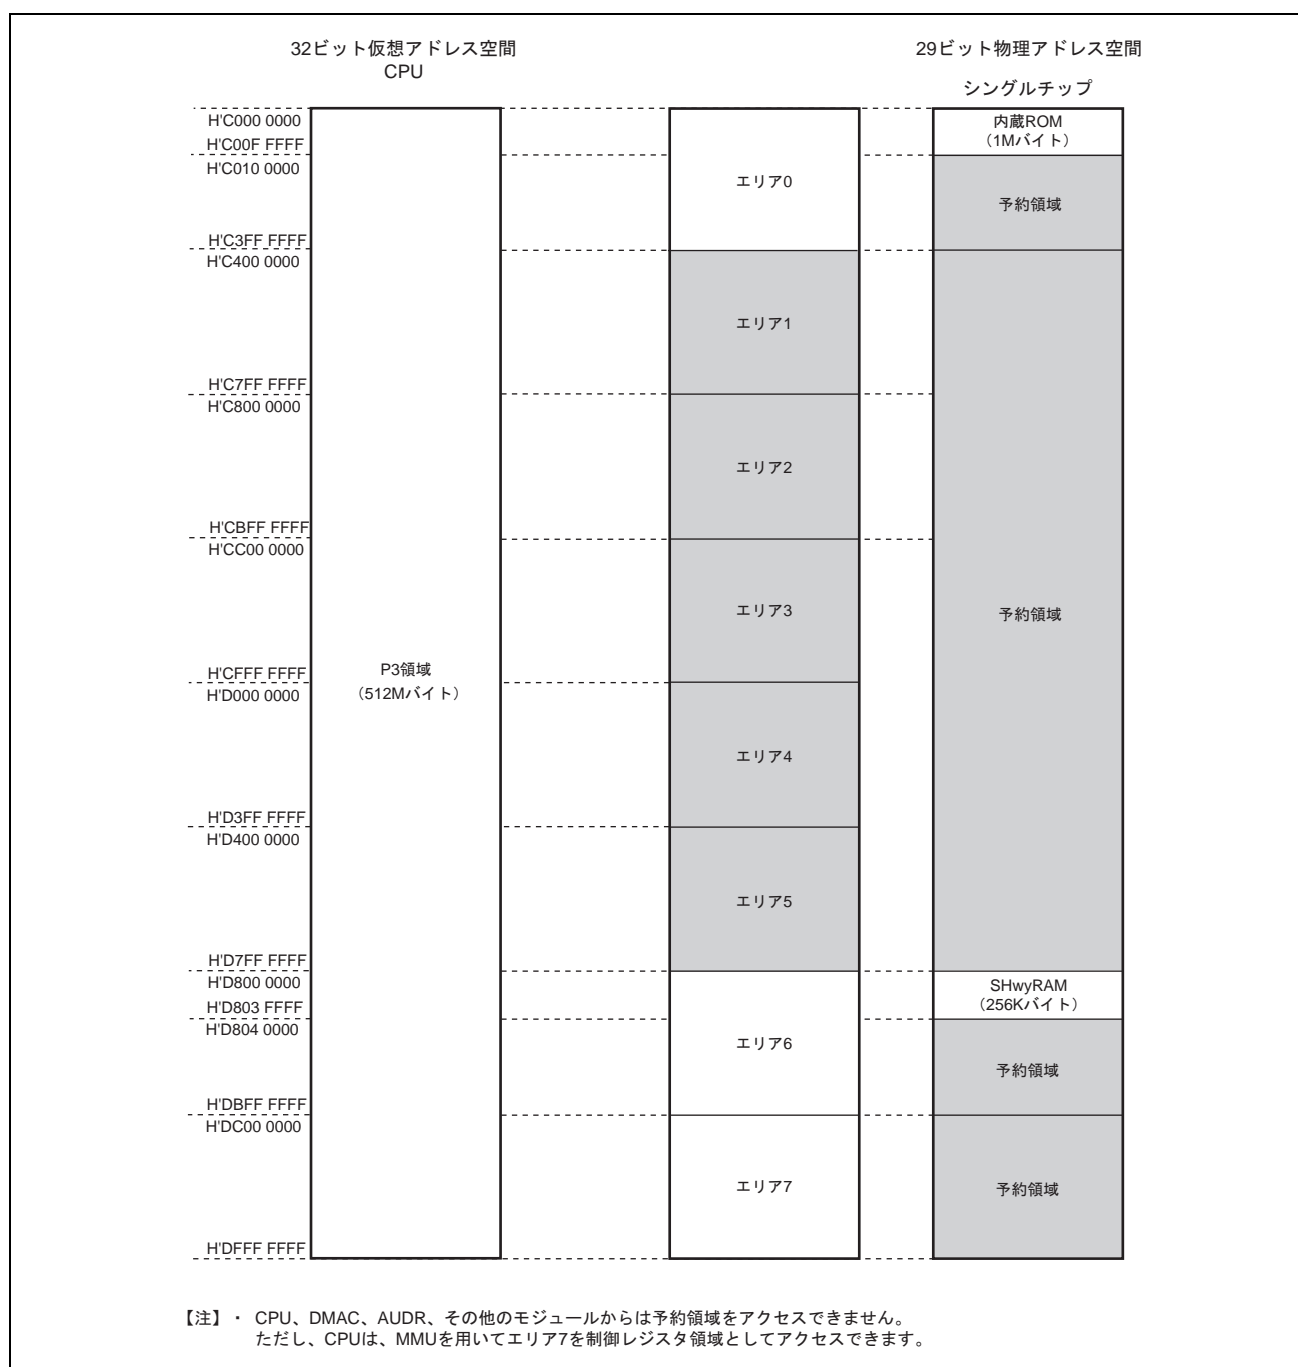 32ビット仮想アドレス空間
CPU
29ビット物理アドレス空間
シングルチップ
H'C000 0000
H'C00F FFFF
H'C010 0000
H'C3FF FFFF
H'C400 0000
H'C7FF FFFF
H'C800 0000
H'CBFF FFFF
H'CC00 0000
H'CFFF FFFF
H'D000 0000
H'D3FF FFFF
H'D400 0000
H'D7FF FFFF
H'D800 0000
H'D803 FFFF
H'D804 0000
H'DBFF FFFF
H'DC00 0000
H'DFFF FFFF
P3領域
(512Mバイト)
エリア0
エリア1
エリア2
エリア3
エリア4
エリア5
エリア6
エリア7
内蔵ROM
(1Mバイト)
予約領域
予約領域
SHwyRAM
(256Kバイト)
予約領域
予約領域
【注】・ CPU、DMAC、AUDR、その他のモジュールからは予約領域をアクセスできません。
ただし、CPUは、MMUを用いてエリア7を制御レジスタ領域としてアクセスできます。